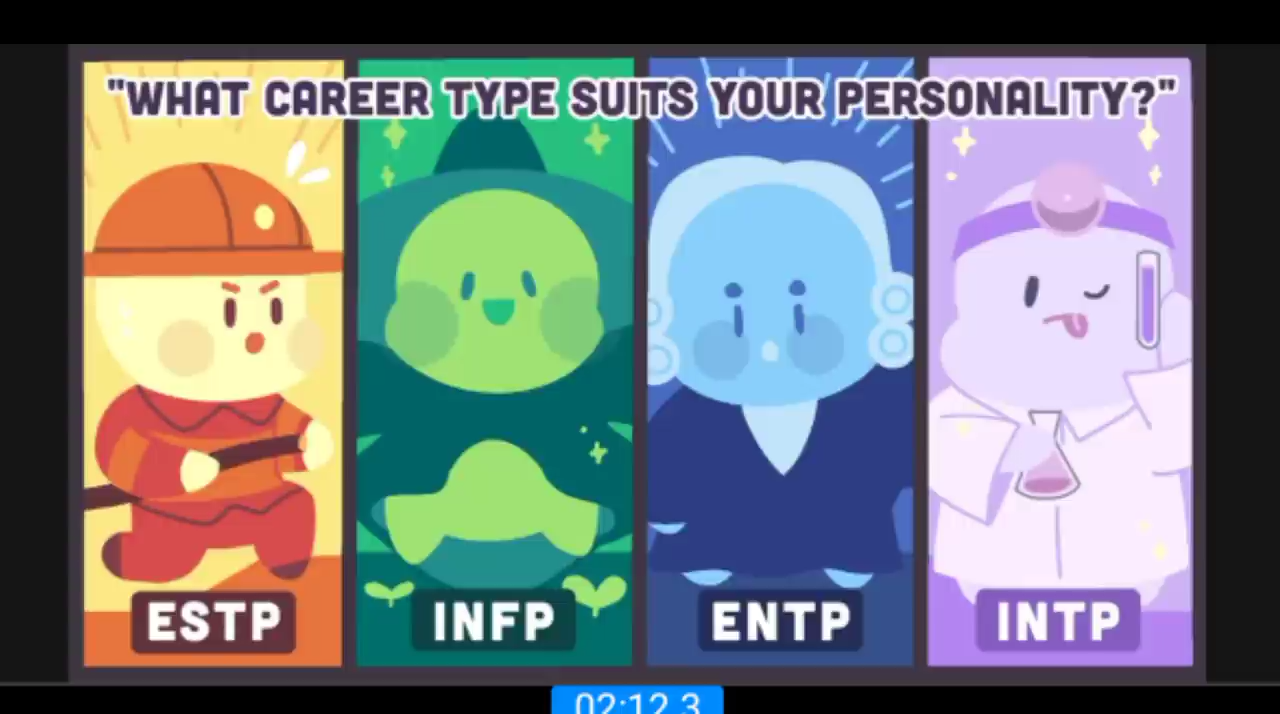 "WHAT CAREER TYPE SUITS YOUR PERSONALITY?"
ESTP
INFP
ENTP
INTP
02:12.3